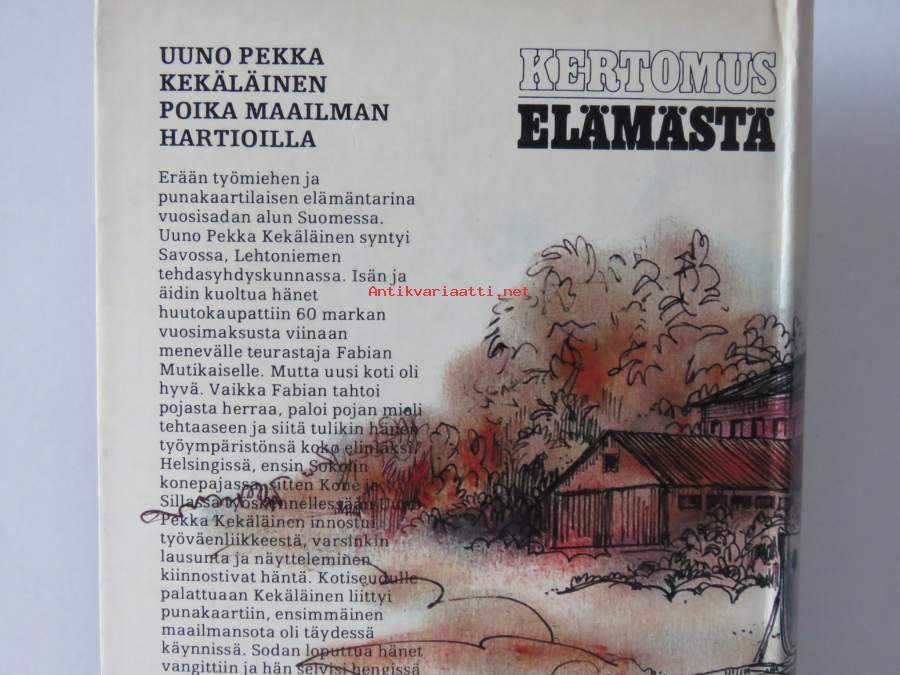 UUNO PEKKA
KEKÄLÄINEN
POIKA MAAILMAN
HARTIOILLA
KERTOMUS
ELÄMÄSTÄ
Erään työmiehen ja
punakaartilaisen elämäntarina
vuosisadan alun Suomessa.
Uuno Pekka Kekäläinen syntyi
Savossa, Lehtoniemen
tehdasyhdyskunnassa. Isän ja
äidin kuoltua hänet
huutokaupattiin 60 markan
vuosimaksusta viinaan
menevälle teurastaja Fabian
Mutikaiselle. Mutta uusi koti oli
hyvä. Vaikka Fabian tahtoi
pojasta herraa, paloi pojan mieli
tehtaaseen ja siitä tulikin hänen
työympäristönsä koko eliniäksi.
Helsingissä, ensin Sokolin
konepajassa, sitten Kone ja
Sillassa työskennellessään Uuno
Pekka Kekäläinen innostui
työväenliikkeestä, varsinkin
lausunta ja näytteleminen
kiinnostivat häntä. Kotiseudulle
palattuaan Kekäläinen liittyi
punakaartiin, ensimmäinen
maailmansota oli täydessä
käynnissä. Sodan loputtua hänet
vangittiin ja hän selvisi hengissä
Antikvariaatti.net